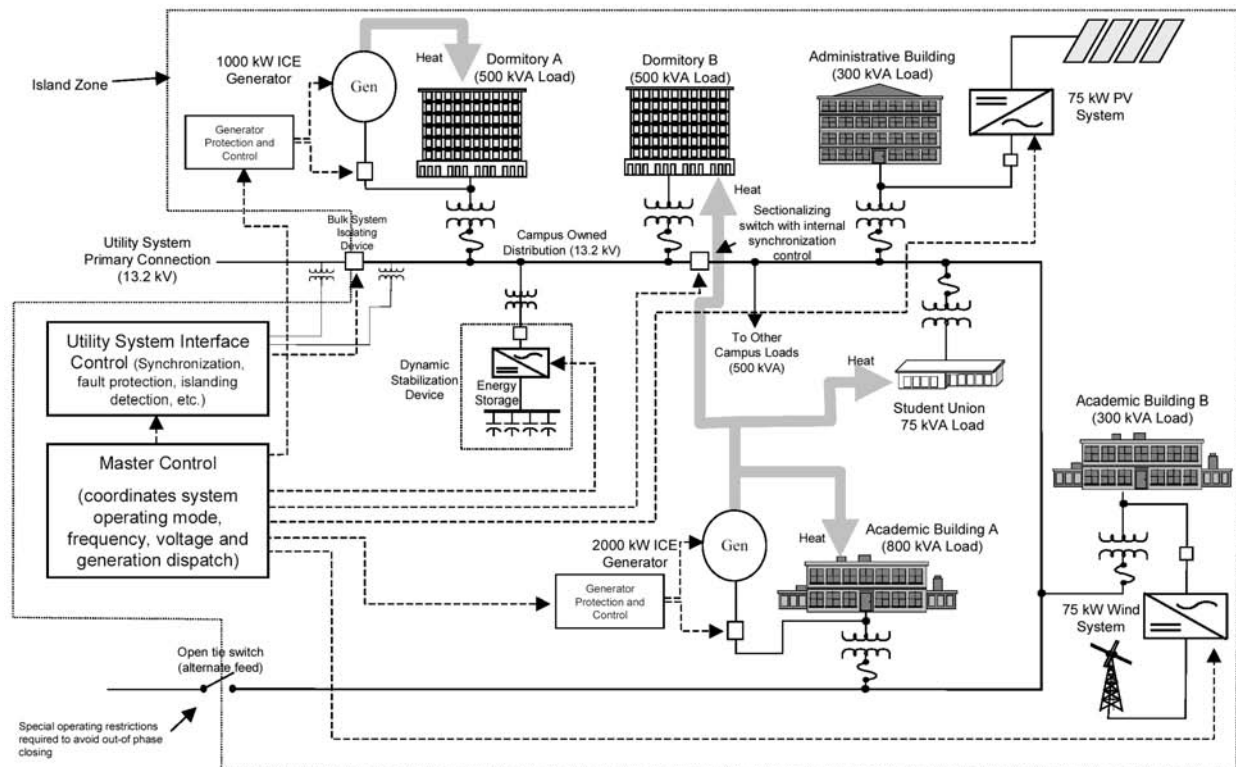 Island Zone
1000 kW ICE
Generator
Gen
Heat
Dormitory A
(500 kVA Load)
Dormitory B
(500 kVA Load)
Administrative Building
(300 kVA Load)
75 kW PV
System
Generator
Protection and
Control
Heat
Sectionalizing
switch with internal
synchronization
control
Bulk System
Isolating
Device
Utility System
Primary Connection
(13.2 kV)
Campus Owned
Distribution (13.2 kV)
To Other
Campus Loads
(500 kVA)
Utility System Interface
Control (Synchronization,
fault protection, islanding
detection, etc.)
Dynamic
Stabilization
Device
Energy
Storage
Heat
Student Union
75 kVA Load
Academic Building B
(300 kVA Load)
Master Control
(coordinates system
operating mode,
frequency, voltage and
generation dispatch)
2000 kW ICE
Generator
Gen
Heat
Academic Building A
(800 kVA Load)
Generator
Protection and
Control
75 kW Wind
System
Open tie switch
(alternate feed)
Special operating restrictions
required to avoid out-of phase
closing